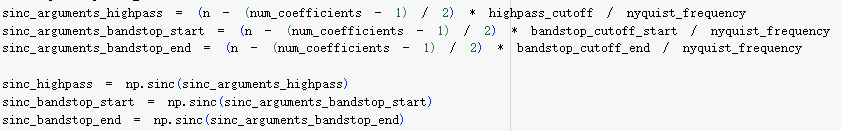 sinc_arguments_highpass = (n - (num_coefficients - 1) / 2) * highpass_cutoff / nyquist_frequency
sinc_arguments_bandstop_start = (n - (num_coefficients - 1) / 2) * bandstop_cutoff_start / nyquist_frequency
sinc_arguments_bandstop_end = (n - (num_coefficients - 1) / 2) * bandstop_cutoff_end / nyquist_frequency
sinc_highpass = np.sinc(sinc_arguments_highpass)
sinc_bandstop_start = np.sinc(sinc_arguments_bandstop_start)
sinc_bandstop_end = np.sinc(sinc_arguments_bandstop_end)